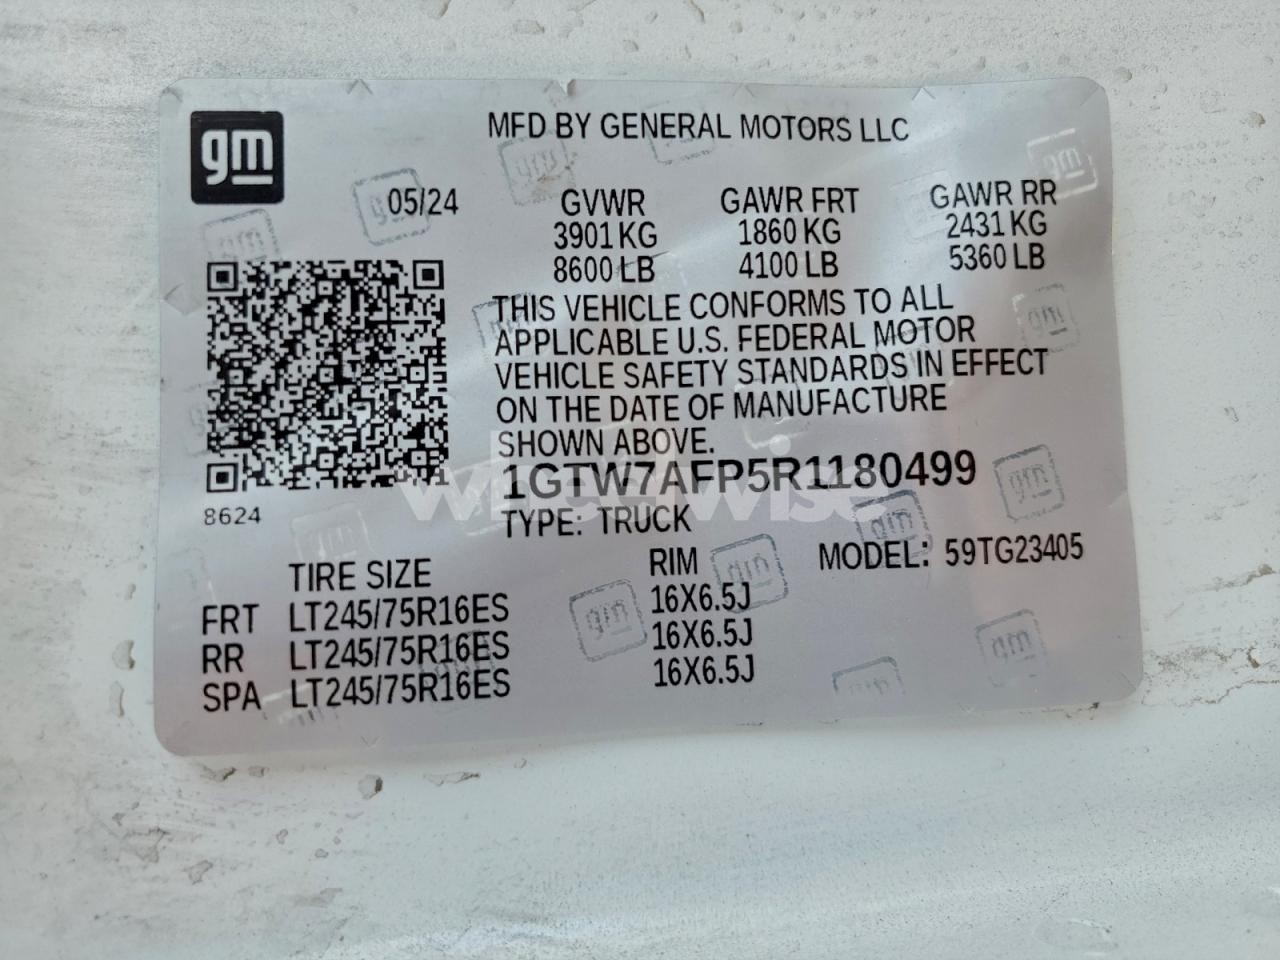 gm
MFD BY GENERAL MOTORS LLC
05/24 GVWR GAWR FRT GAWR RR
3901KG 1860 KG 2431 KG
8600 LB 4100 LB 5360 LB
THIS VEHICLE CONFORMS TO ALL
APPLICABLE U.S. FEDERAL MOTOR
VEHICLE SAFETY STANDARDS IN EFFECT
ON THE DATE OF MANUFACTURE
SHOWN ABOVE.
1GTW7AFP5R1180499
wheelwise
8624
TYPE: TRUCK
TIRE SIZE RIM MODEL: 59TG23405
FRT LT245/75R16ES 16X6.5J
RR LT245/75R16ES 16X6.5J
SPA LT245/75R16ES 16X6.5J